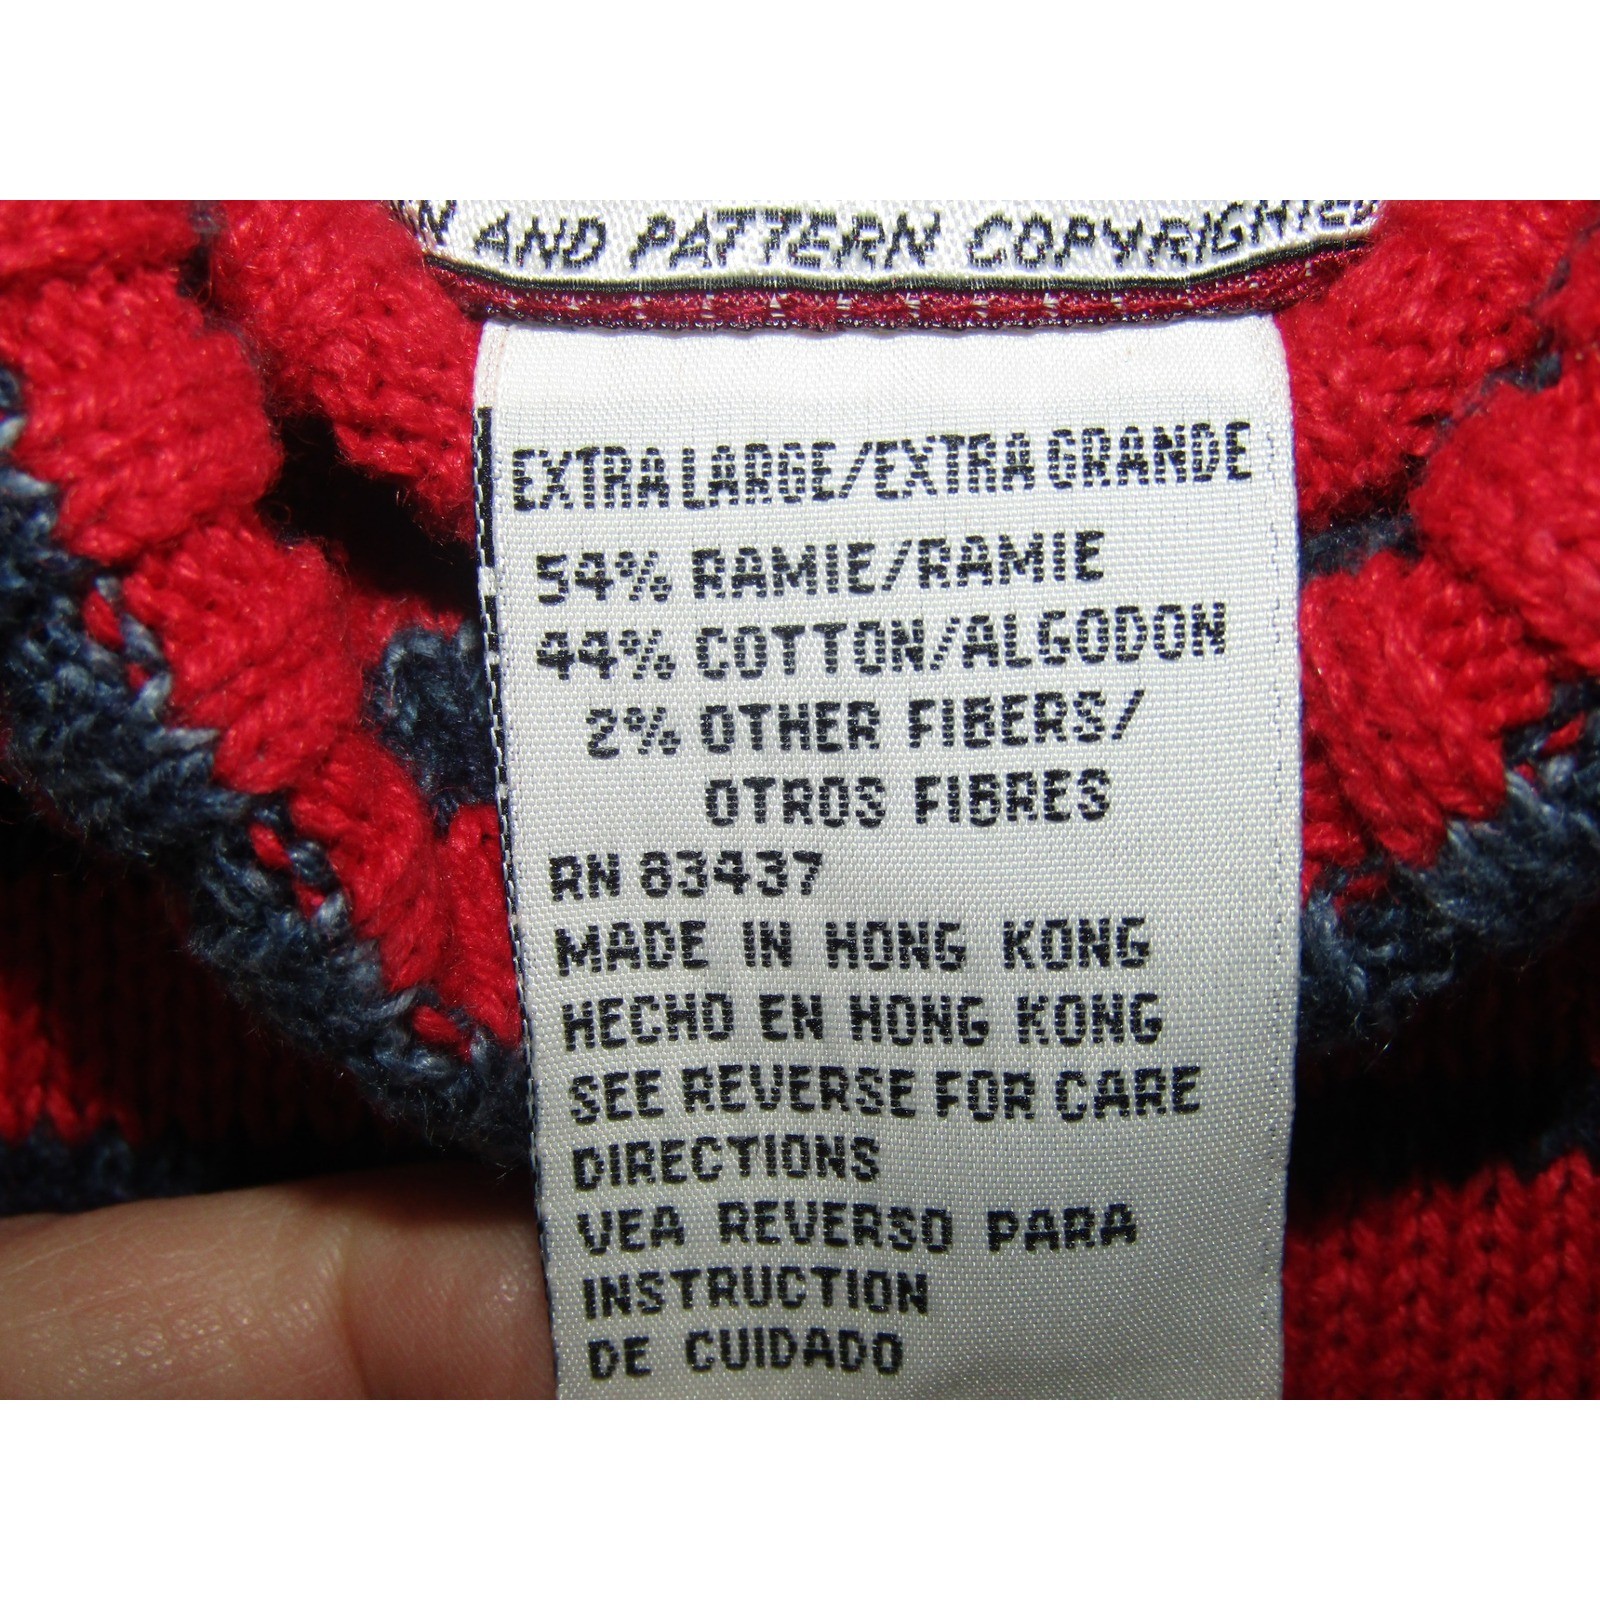 AND PATTERN COPYRIGHTED
EXTRA LARGE/EXTRA GRANDE
54% RAMIE/RAMIE
44% COTTON/ALGODON
2% OTHER FIBERS/
OTROS FIBRES
RN 83437
MADE IN HONG KONG
HECHO EN HONG KONG
SEE REVERSE FOR CARE
DIRECTIONS
VEA REVERSO PARA
INSTRUCTION
DE CUIDADO